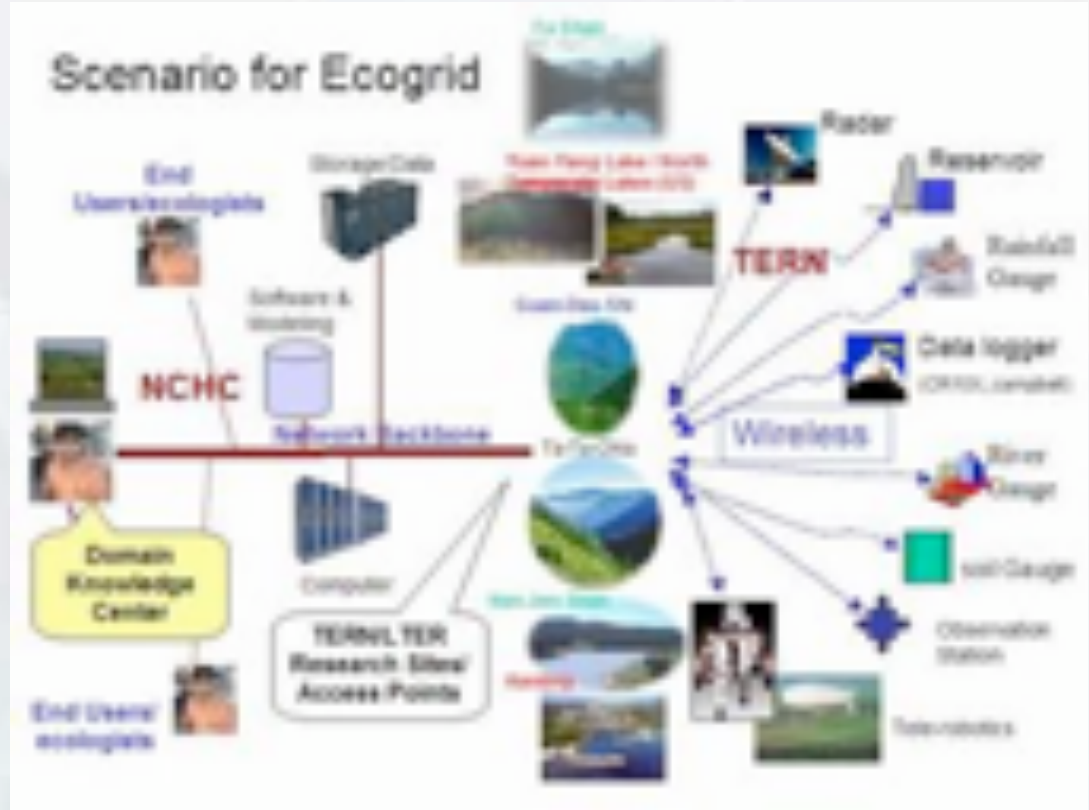 Scenario for Ecogrid
Radar
Storage/Data
End
Users/ecologists
Reservoir
TERN
Rainfall
Gauge
Software &
Modeling
Data logger
NCHC
Network Backbone
Wireless
River
Gauge
Domain
Knowledge
Center
Computer
soil Gauge
TERN/LTER
Research Sites/
Access Points
Observation
Station
End Users/
ecologists
Tele-robotics